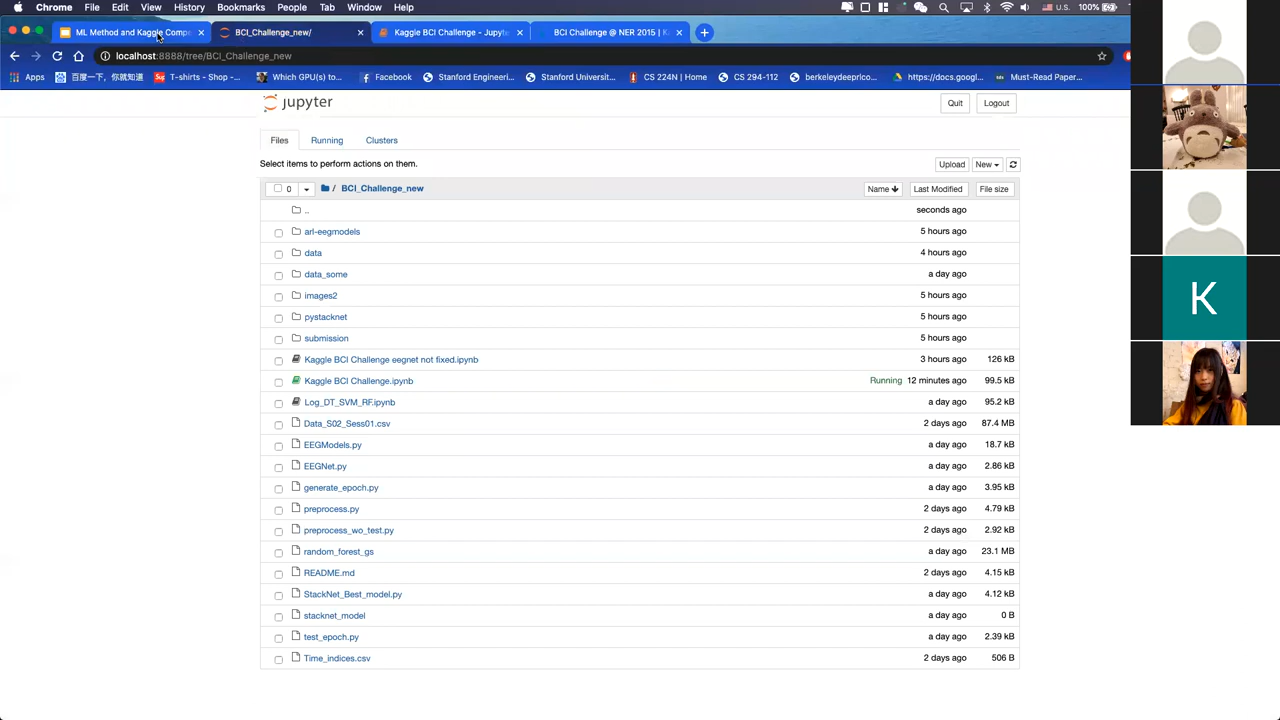 Chrome File Edit View History Bookmarks People Tab Window Help U.S. 100%
ML Method and Kaggle Compe BCI_Challenge_new/ Kaggle BCI Challenge - Jupyte BCI Challenge @ NER 2015 | K
localhost:8888/tree/BCI_Challenge_new
Apps 百度一下，你就知道 T-shirts - Shop -... Which GPU(s) to... Facebook Stanford Engineeri... Stanford Universit... CS 224N | Home CS 294-112 berkeleydeeprlco... https://docs.googl... Must-Read Paper...
jupyter Quit Logout
Files Running Clusters
Select items to perform actions on them. Upload New
0 / BCI_Challenge_new Name Last Modified File size
.. seconds ago
arl-eegmodels 5 hours ago
data 4 hours ago
data_some a day ago
images2 5 hours ago
pystacknet 5 hours ago
submission 5 hours ago
Kaggle BCI Challenge eegnet not fixed.ipynb 3 hours ago 126 kB
Kaggle BCI Challenge.ipynb Running 12 minutes ago 99.5 kB
Log_DT_SVM_RF.ipynb a day ago 95.2 kB
Data_S02_Sess01.csv 2 days ago 87.4 MB
EEGModels.py a day ago 18.7 kB
EEGNet.py a day ago 2.86 kB
generate_epoch.py a day ago 3.95 kB
preprocess.py 2 days ago 4.79 kB
preprocess_wo_test.py 2 days ago 2.92 kB
random_forest_gs a day ago 23.1 MB
README.md 2 days ago 4.15 kB
StackNet_Best_model.py a day ago 4.12 kB
stacknet_model a day ago 0 B
test_epoch.py a day ago 2.39 kB
Time_indices.csv 2 days ago 506 B
K